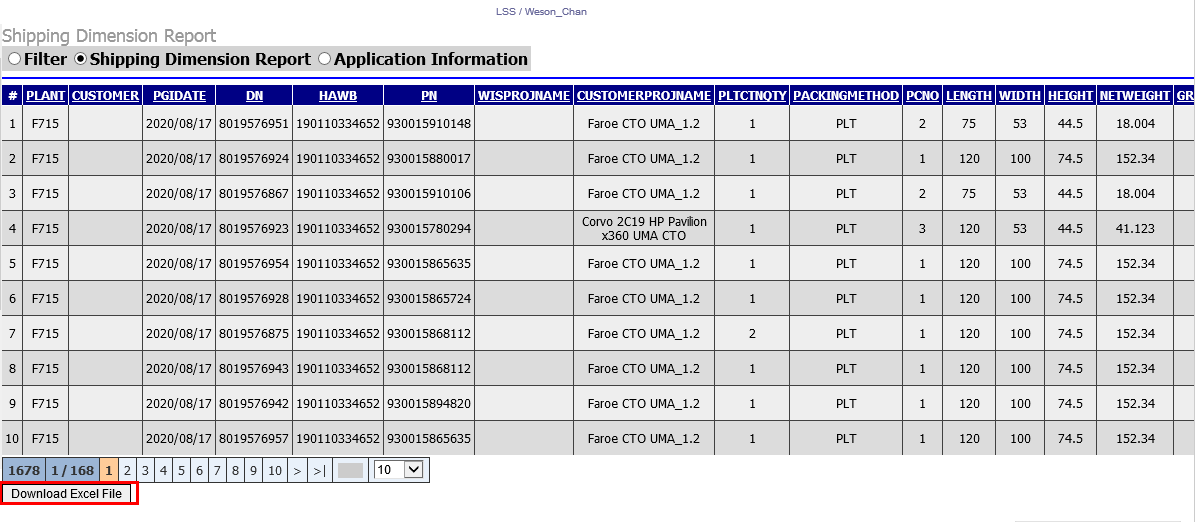 LSS / Weson_Chan
Shipping Dimension Report
Filter Shipping Dimension Report Application Information
# PLANT CUSTOMER PGIDATE DN HAWB PN WISPROJNAME CUSTOMERPROJNAME PLTCTNQTY PACKINGMETHOD PCNO LENGTH WIDTH HEIGHT NETWEIGHT GR
1 F715 2020/08/17 8019576951 190110334652 930015910148 Faroe CTO UMA_1.2 1 PLT 2 75 53 44.5 18.004
2 F715 2020/08/17 8019576924 190110334652 930015880017 Faroe CTO UMA_1.2 1 PLT 1 120 100 74.5 152.34
3 F715 2020/08/17 8019576867 190110334652 930015910106 Faroe CTO UMA_1.2 1 PLT 2 75 53 44.5 18.004
4 F715 2020/08/17 8019576923 190110334652 930015780294 Corvo 2C19 HP Pavilion
x360 UMA CTO 1 PLT 3 120 53 44.5 41.123
5 F715 2020/08/17 8019576954 190110334652 930015865635 Faroe CTO UMA_1.2 1 PLT 1 120 100 74.5 152.34
6 F715 2020/08/17 8019576928 190110334652 930015865724 Faroe CTO UMA_1.2 1 PLT 1 120 100 74.5 152.34
7 F715 2020/08/17 8019576875 190110334652 930015868112 Faroe CTO UMA_1.2 2 PLT 1 120 100 74.5 152.34
8 F715 2020/08/17 8019576943 190110334652 930015868112 Faroe CTO UMA_1.2 1 PLT 1 120 100 74.5 152.34
9 F715 2020/08/17 8019576942 190110334652 930015894820 Faroe CTO UMA_1.2 1 PLT 1 120 100 74.5 152.34
10 F715 2020/08/17 8019576957 190110334652 930015865635 Faroe CTO UMA_1.2 1 PLT 1 120 100 74.5 152.34
1678 1 / 168 1 2 3 4 5 6 7 8 9 10 > >| 10
Download Excel File